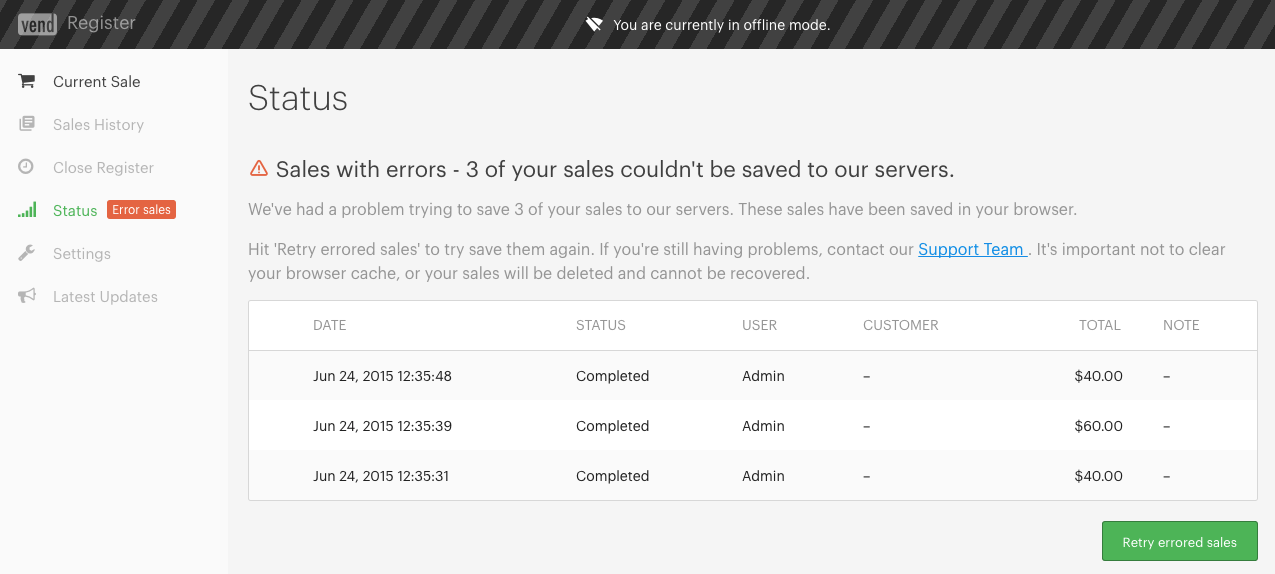 vend Register
You are currently in offline mode.
Current Sale
Sales History
Close Register
Status Error sales
Settings
Latest Updates
Status
Sales with errors - 3 of your sales couldn't be saved to our servers.
We've had a problem trying to save 3 of your sales to our servers. These sales have been saved in your browser.
Hit 'Retry errored sales' to try save them again. If you're still having problems, contact our Support Team . It's important not to clear
your browser cache, or your sales will be deleted and cannot be recovered.
DATE STATUS USER CUSTOMER TOTAL NOTE
Jun 24, 2015 12:35:48 Completed Admin – $40.00 –
Jun 24, 2015 12:35:39 Completed Admin – $60.00 –
Jun 24, 2015 12:35:31 Completed Admin – $40.00 –
Retry errored sales